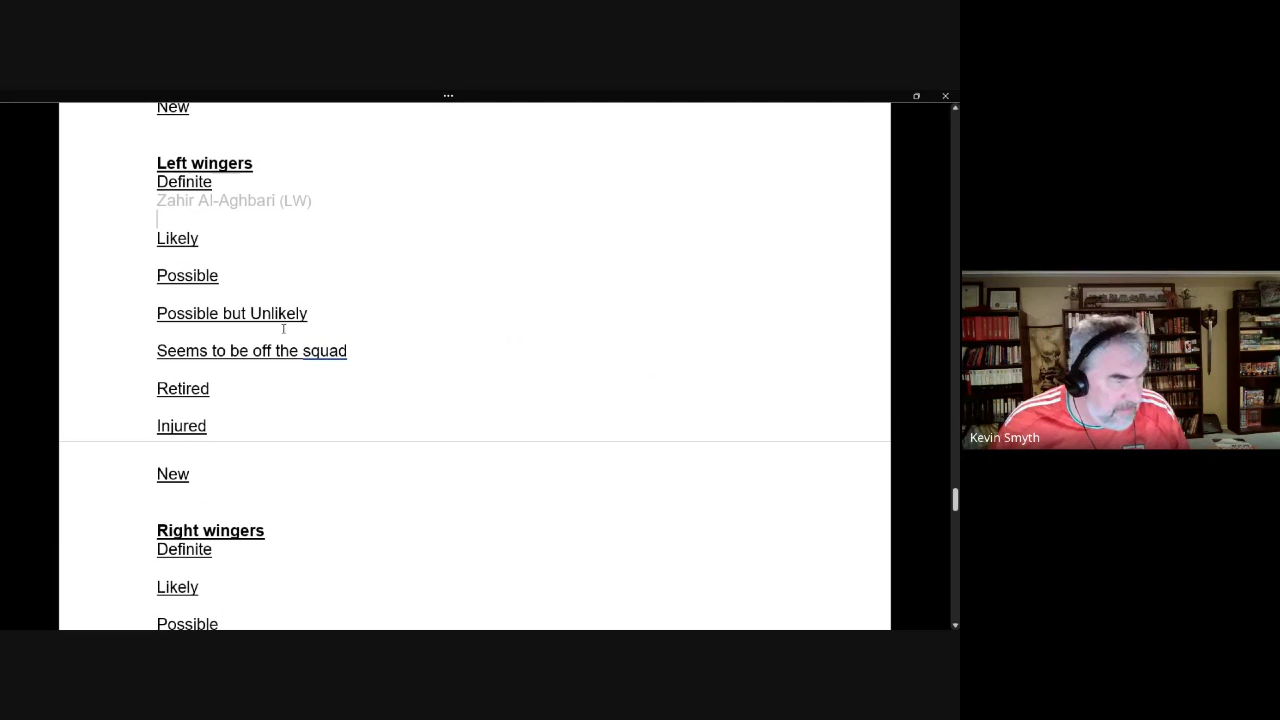 New
Left wingers
Definite
Zahir Al-Aghbari (LW)
Likely
Possible
Possible but Unlikely
Seems to be off the squad
Retired
Injured
New
Right wingers
Definite
Likely
Possible
Kevin Smyth